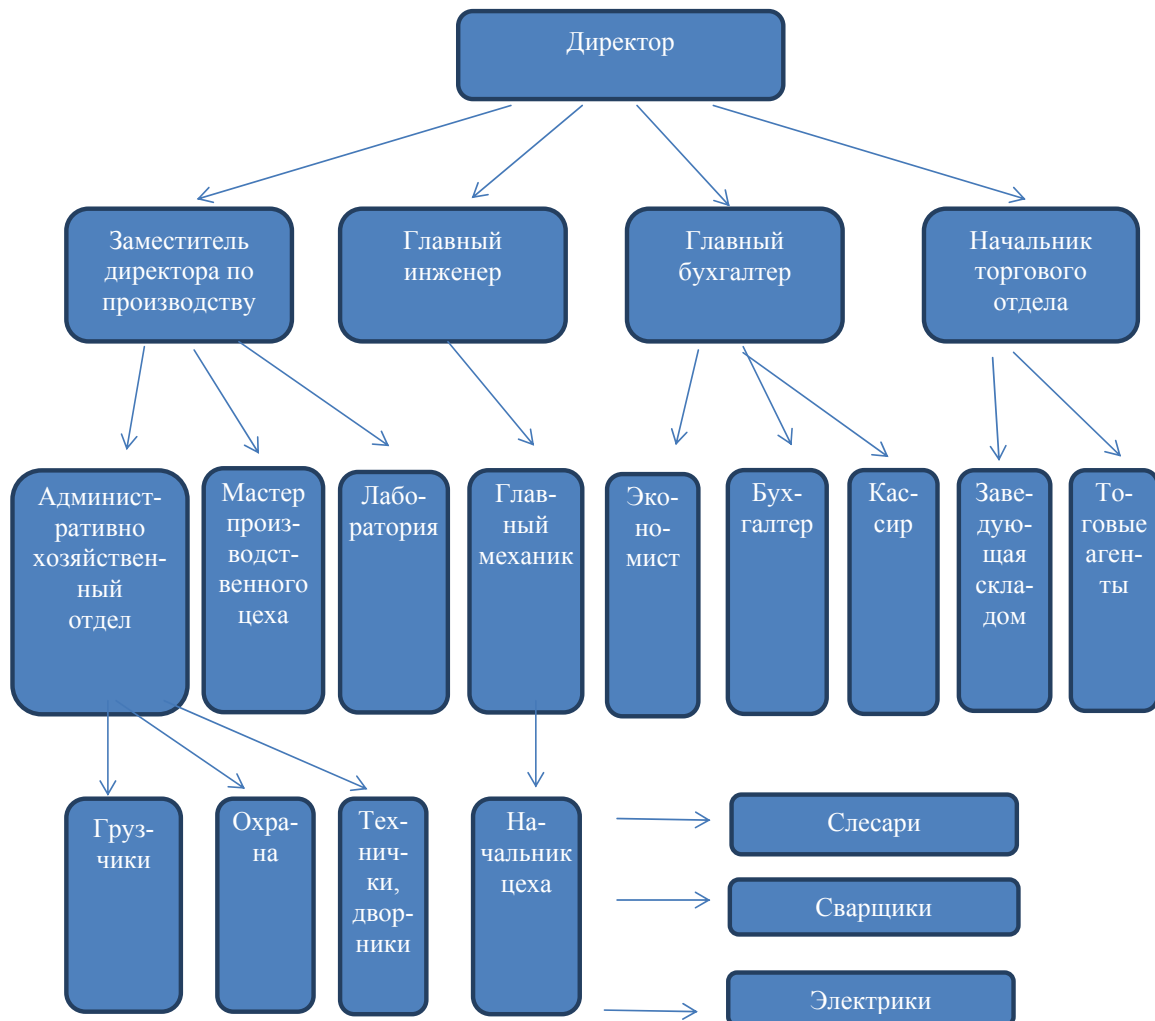 Директор
Заместитель
директора по
производству
Главный
инженер
Главный
бухгалтер
Начальник
торгового
отдела
Админист-
ративно
хозяйствен-
ный
отдел
Мастер
произ-
водст-
венного
цеха
Лабо-
ратория
Глав-
ный
механик
Эко-
но-
мист
Бух-
галтер
Кас-
сир
Заве-
дую-
щая
скла-
дом
То-
говые
аген-
ты
Груз-
чики
Охра-
на
Тех-
нич-
ки,
двор-
ники
На-
чальник
цеха
Слесари
Сварщики
Электрики